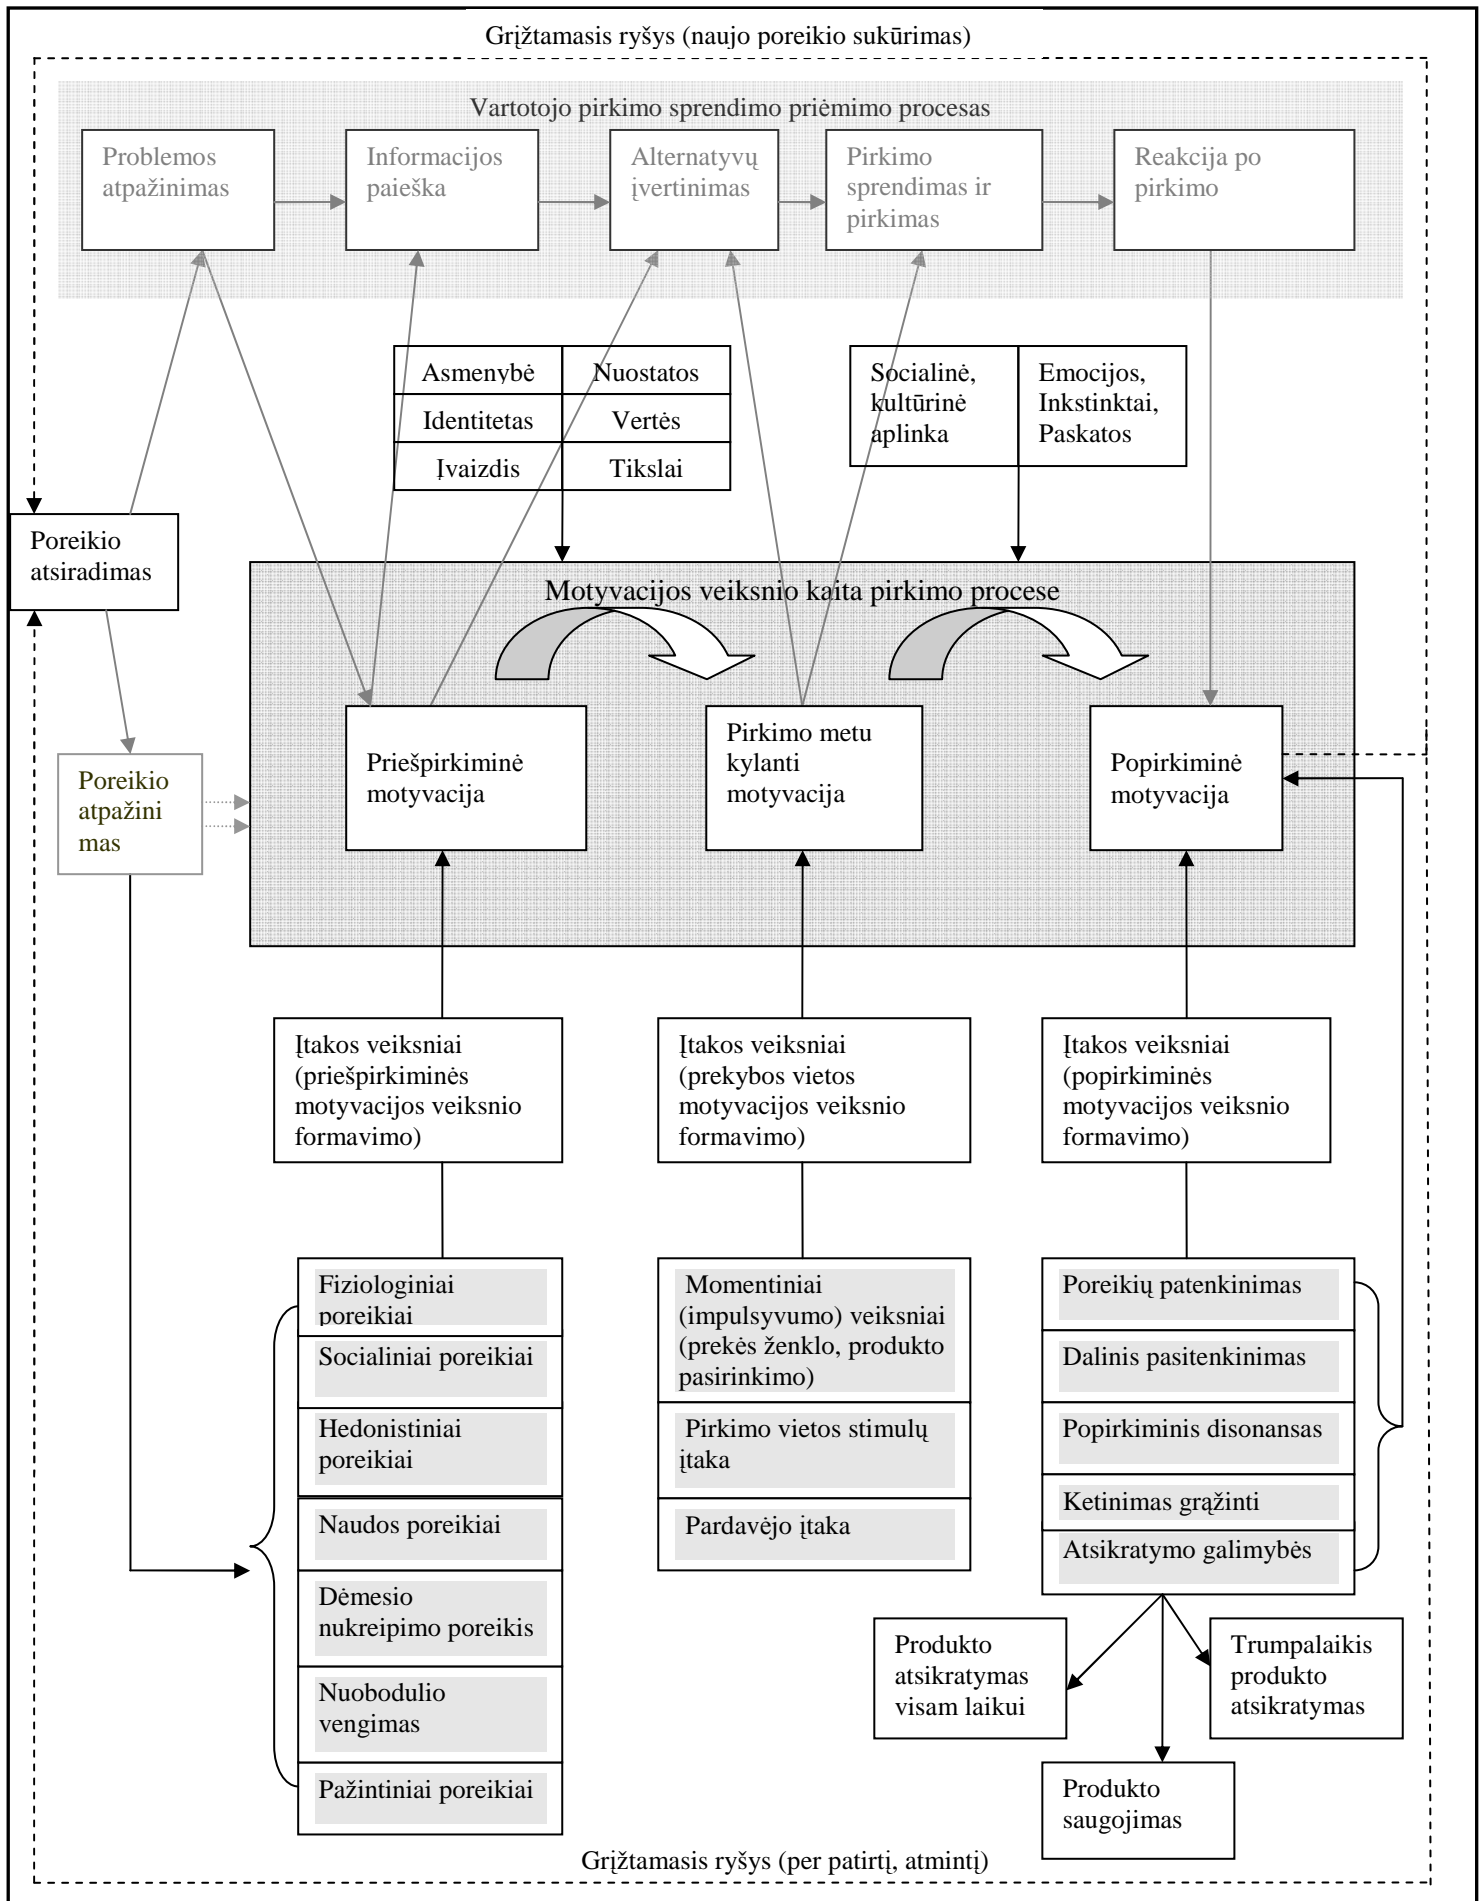 Grįžtamasis ryšys (naujo poreikio sukūrimas)
Vartotojo pirkimo sprendimo priėmimo procesas
Problemos
atpažinimas
Informacijos
paieška
Alternatyvų
įvertinimas
Pirkimo
sprendimas ir
pirkimas
Reakcija po
pirkimo
Asmenybė
Nuostatos
Identitetas
Vertės
Įvaizdis
Tikslai
Socialinė,
kultūrinė
aplinka
Emocijos,
Inkstinktai,
Paskatos
Poreikio
atsiradimas
Motyvacijos veiksnio kaita pirkimo procese
Priešpirkiminė
motyvacija
Pirkimo metu
kylanti
motyvacija
Popirkiminė
motyvacija
Poreikio
atpažini
mas
Įtakos veiksniai
(priešpirkiminės
motyvacijos veiksnio
formavimo)
Įtakos veiksniai
(prekybos vietos
motyvacijos veiksnio
formavimo)
Įtakos veiksniai
(popirkiminės
motyvacijos veiksnio
formavimo)
Fiziologiniai
poreikiai
Socialiniai poreikiai
Hedonistiniai
poreikiai
Naudos poreikiai
Dėmesio
nukreipimo poreikis
Nuobodulio
vengimas
Pažintiniai poreikiai
Momentiniai
(impulsyvumo) veiksniai
(prekės ženklo, produkto
pasirinkimo)
Pirkimo vietos stimulų
įtaka
Pardavėjo įtaka
Poreikių patenkinimas
Dalinis pasitenkinimas
Popirkiminis disonansas
Ketinimas grąžinti
Atsikratymo galimybės
Produkto
atsikratymas
visam laikui
Trumpalaikis
produkto
atsikratymas
Produkto
saugojimas
Grįžtamasis ryšys (per patirtį, atmintį)